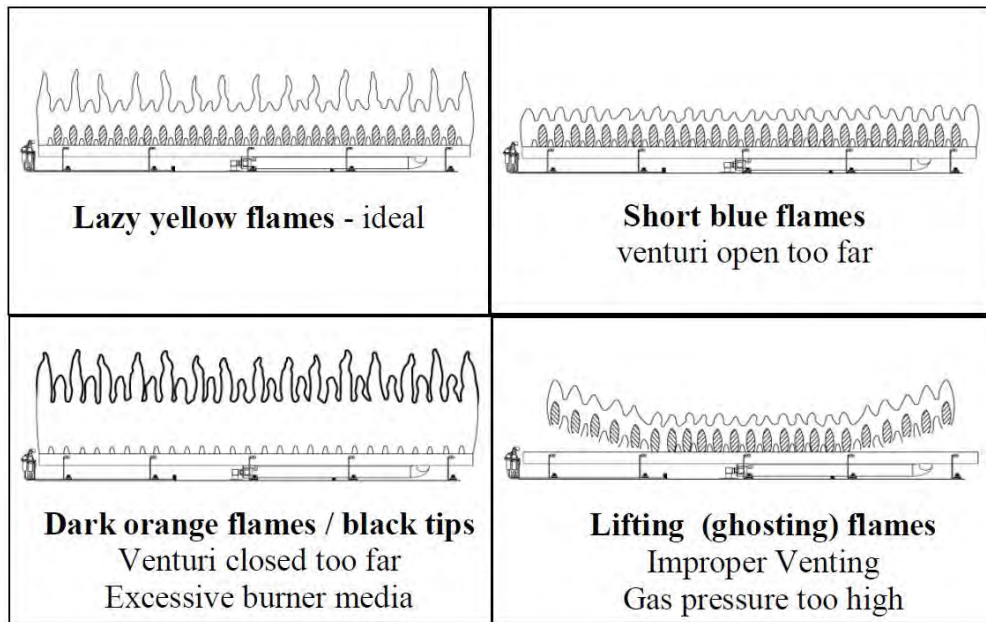 Lazy yellow flames - ideal
Short blue flames
venturi open too far
Dark orange flames / black tips
Venturi closed too far
Excessive burner media
Lifting (ghosting) flames
Improper Venting
Gas pressure too high